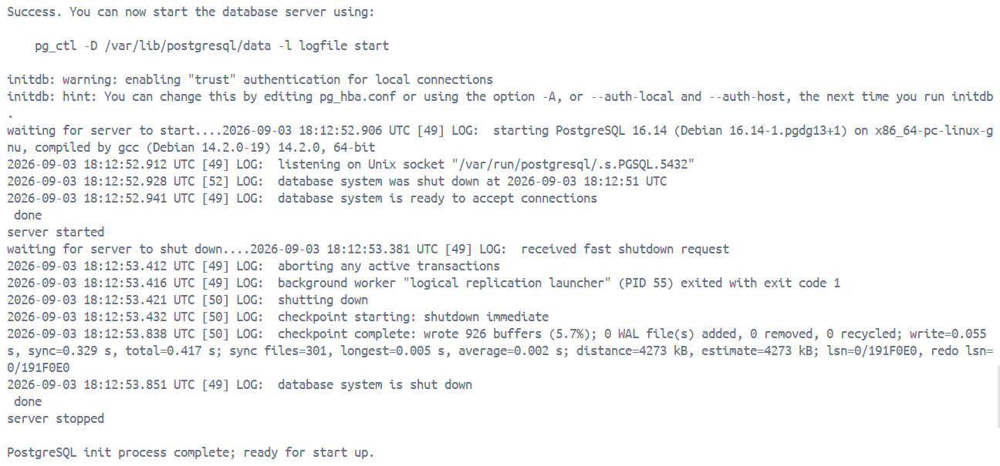 Success. You can now start the database server using:

    pg_ctl -D /var/lib/postgresql/data -l logfile start

initdb: warning: enabling "trust" authentication for local connections
initdb: hint: You can change this by editing pg_hba.conf or using the option -A, or --auth-local and --auth-host, the next time you run initdb
.
waiting for server to start....2026-09-03 18:12:52.906 UTC [49] LOG:  starting PostgreSQL 16.14 (Debian 16.14-1.pgdg13+1) on x86_64-pc-linux-g
nu, compiled by gcc (Debian 14.2.0-19) 14.2.0, 64-bit
2026-09-03 18:12:52.912 UTC [49] LOG:  listening on Unix socket "/var/run/postgresql/.s.PGSQL.5432"
2026-09-03 18:12:52.928 UTC [52] LOG:  database system was shut down at 2026-09-03 18:12:51 UTC
2026-09-03 18:12:52.941 UTC [49] LOG:  database system is ready to accept connections
 done
server started
waiting for server to shut down....2026-09-03 18:12:53.381 UTC [49] LOG:  received fast shutdown request
2026-09-03 18:12:53.412 UTC [49] LOG:  aborting any active transactions
2026-09-03 18:12:53.416 UTC [49] LOG:  background worker "logical replication launcher" (PID 55) exited with exit code 1
2026-09-03 18:12:53.421 UTC [50] LOG:  shutting down
2026-09-03 18:12:53.432 UTC [50] LOG:  checkpoint starting: shutdown immediate
2026-09-03 18:12:53.838 UTC [50] LOG:  checkpoint complete: wrote 926 buffers (5.7%); 0 WAL file(s) added, 0 removed, 0 recycled; write=0.055
s, sync=0.329 s, total=0.417 s; sync files=301, longest=0.005 s, average=0.002 s; distance=4273 kB, estimate=4273 kB; lsn=0/191F0E0, redo lsn=
0/191F0E0
2026-09-03 18:12:53.851 UTC [49] LOG:  database system is shut down
 done
server stopped

PostgreSQL init process complete; ready for start up.